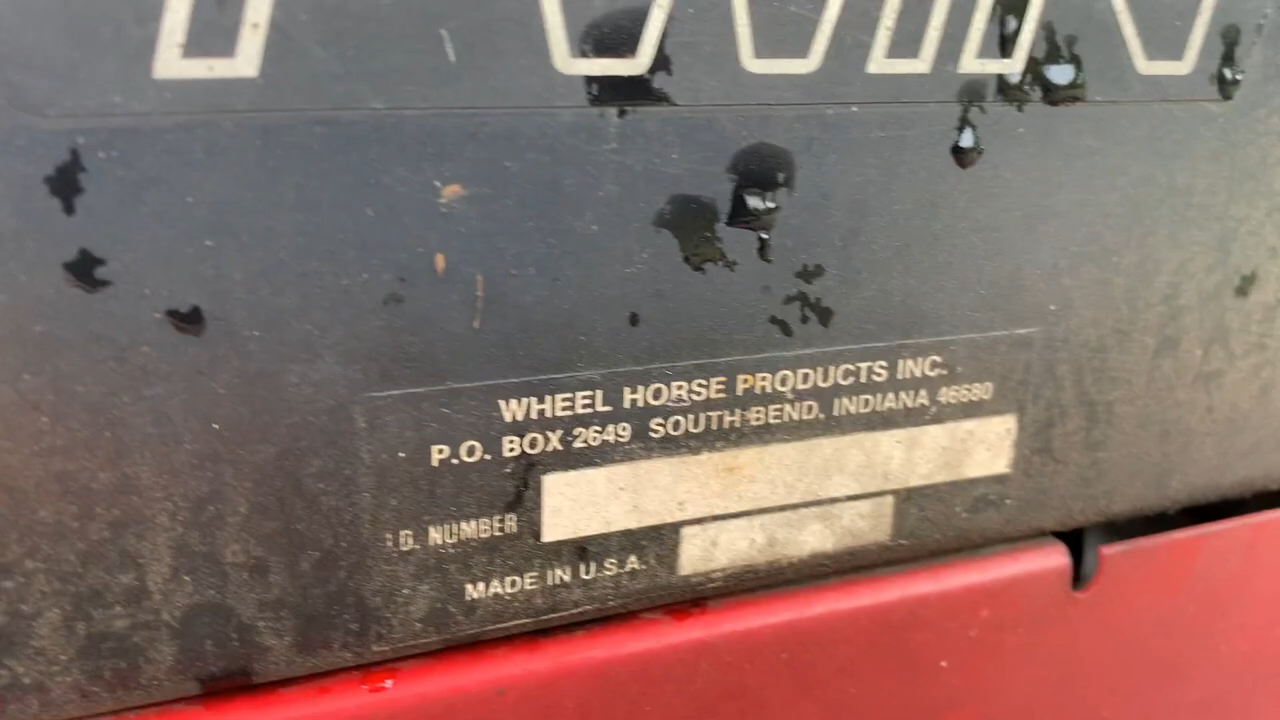 WHEEL HORSE PRODUCTS INC.
P.O. BOX 2649 SOUTH BEND, INDIANA 46680
I.D. NUMBER
MADE IN U.S.A.